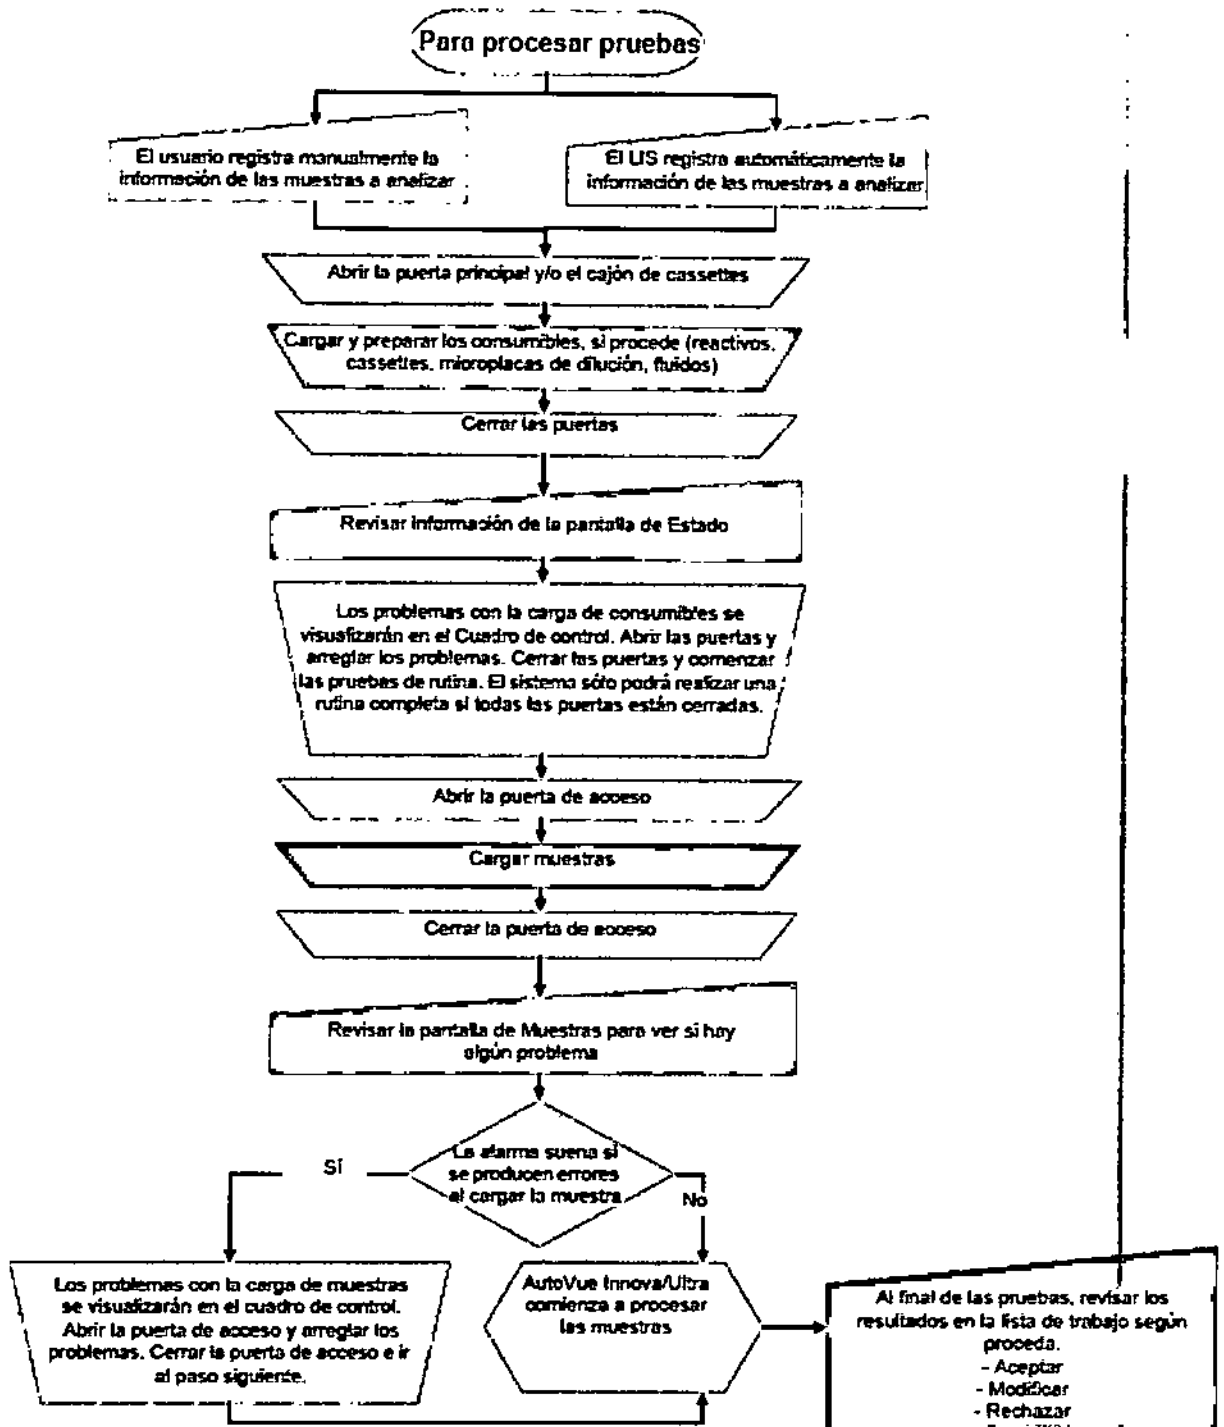 Para procesar pruebas
El usuario registra manualmente la
información de las muestras a analizar
El LIS registra automáticamente la
información de las muestras a analizar
Abrir la puerta principal y/o el cajón de cassettes
Cargar y preparar los consumibles, si procede (reactivos,
cassettes, microplacas de dilución, fluidos)
Cerrar las puertas
Revisar información de la pantalla de Estado
Los problemas con la carga de consumibles se
visualizarán en el Cuadro de control. Abrir las puertas y
arreglar los problemas. Cerrar las puertas y comenzar
las pruebas de rutina. El sistema sólo podrá realizar una
rutina completa si todas las puertas están cerradas.
Abrir la puerta de acceso
Cargar muestras
Cerrar la puerta de acceso
Revisar la pantalla de Muestras para ver si hay
algún problema
La alarma suena si
se producen errores
al cargar la muestra
Sí
No
Los problemas con la carga de muestras
se visualizarán en el cuadro de control.
Abrir la puerta de acceso y arreglar los
problemas. Cerrar la puerta de acceso e ir
al paso siguiente.
AutoVue Innova/Ultra
comienza a procesar
las muestras
Al final de las pruebas, revisar los
resultados en la lista de trabajo según
proceda.
- Aceptar
- Modificar
- Rechazar